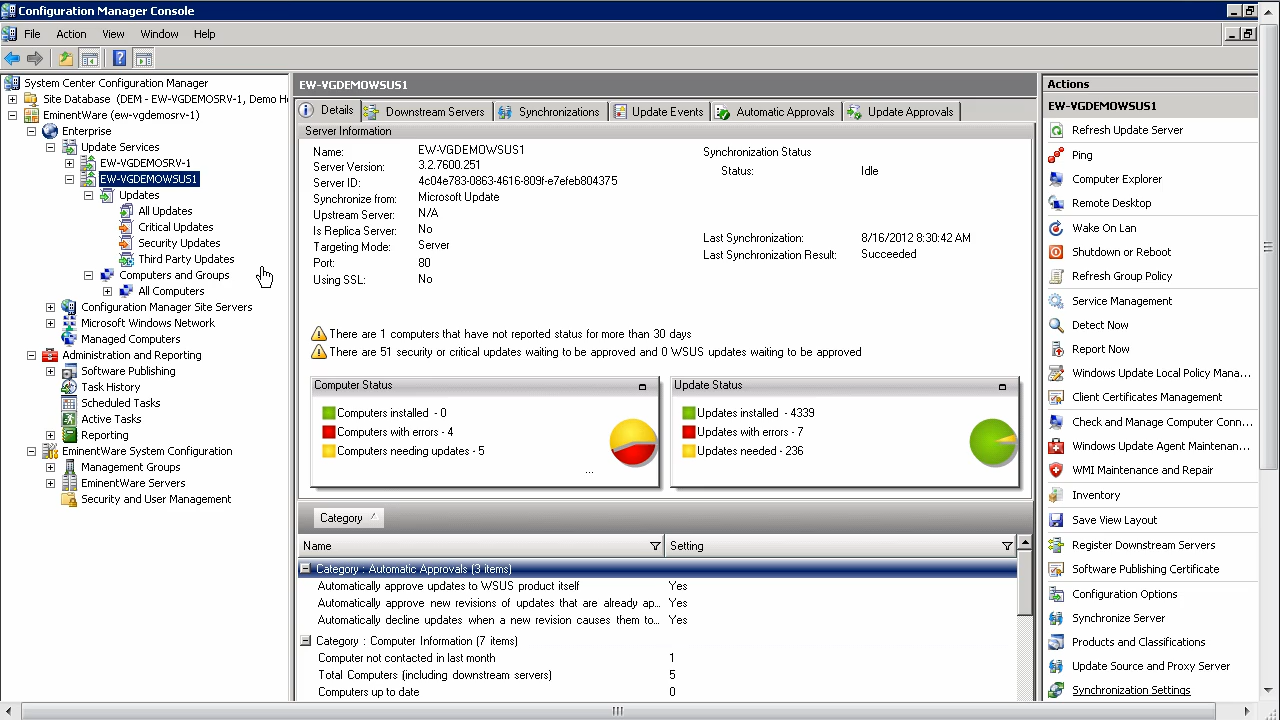 Configuration Manager Console
File Action View Window Help
System Center Configuration Manager
Site Database (DEM - EW-VGDEMOSRV-1, Demo H
EminentWare (ew-vgdemosrv-1)
Enterprise
Update Services
EW-VGDEMOSRV-1
EW-VGDEMOWSUS1
Updates
All Updates
Critical Updates
Security Updates
Third Party Updates
Computers and Groups
All Computers
Configuration Manager Site Servers
Microsoft Windows Network
Managed Computers
Administration and Reporting
Software Publishing
Task History
Scheduled Tasks
Active Tasks
Reporting
EminentWare System Configuration
Management Groups
EminentWare Servers
Security and User Management
EW-VGDEMOWSUS1
Details Downstream Servers Synchronizations Update Events Automatic Approvals Update Approvals
Server Information
Name: EW-VGDEMOWSUS1
Server Version: 3.2.7600.251
Server ID: 4c04e783-0863-4616-809f-e7efeb804375
Synchronize from: Microsoft Update
Upstream Server: N/A
Is Replica Server: No
Targeting Mode: Server
Port: 80
Using SSL: No
Synchronization Status
Status: Idle
Last Synchronization: 8/16/2012 8:30:42 AM
Last Synchronization Result: Succeeded
There are 1 computers that have not reported status for more than 30 days
There are 51 security or critical updates waiting to be approved and 0 WSUS updates waiting to be approved
Computer Status
Computers installed - 0
Computers with errors - 4
Computers needing updates - 5
...
Update Status
Updates installed - 4339
Updates with errors - 7
Updates needed - 236
Category
Name Setting
Category : Automatic Approvals (3 items)
Automatically approve updates to WSUS product itself Yes
Automatically approve new revisions of updates that are already ap... Yes
Automatically decline updates when a new revision causes them to... Yes
Category : Computer Information (7 items)
Computer not contacted in last month 1
Total Computers (including downstream servers) 5
Computers up to date 0
Actions
EW-VGDEMOWSUS1
Refresh Update Server
Ping
Computer Explorer
Remote Desktop
Wake On Lan
Shutdown or Reboot
Refresh Group Policy
Service Management
Detect Now
Report Now
Windows Update Local Policy Mana...
Client Certificates Management
Check and Manage Computer Conn...
Windows Update Agent Maintenan...
WMI Maintenance and Repair
Inventory
Save View Layout
Register Downstream Servers
Software Publishing Certificate
Configuration Options
Synchronize Server
Products and Classifications
Update Source and Proxy Server
Synchronization Settings